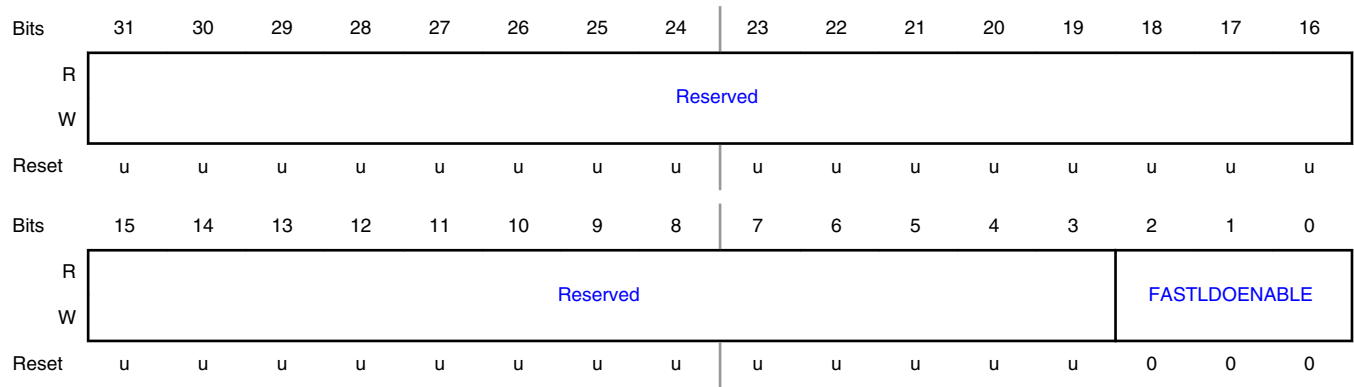 Bits 31 30 29 28 27 26 25 24 23 22 21 20 19 18 17 16
R
Reserved
W
Reset u u u u u u u u u u u u u u u u
Bits 15 14 13 12 11 10 9 8 7 6 5 4 3 2 1 0
R
Reserved FASTLDOENABLE
W
Reset u u u u u u u u u u u u u 0 0 0